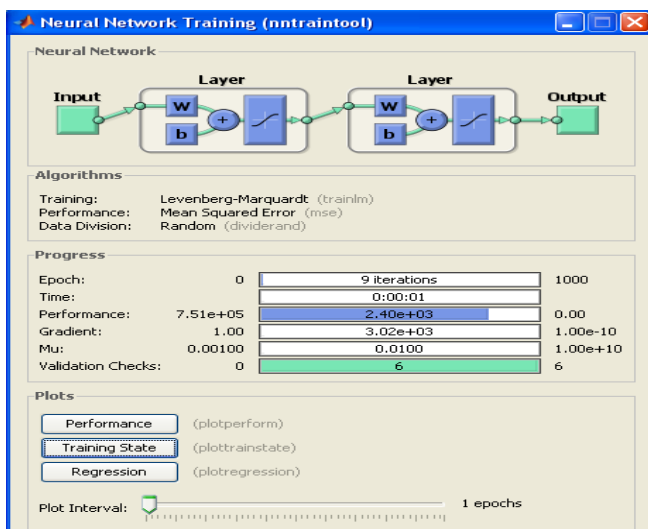 Neural Network Training (nntraintool)
Neural Network
Layer Layer
Input Output
W W
b b
+ +
Algorithms
Training: Levenberg-Marquardt (trainlm)
Performance: Mean Squared Error (mse)
Data Division: Random (dividerand)
Progress
Epoch: 0 9 iterations 1000
Time: 0:00:01
Performance: 7.51e+05 2.40e+03 0.00
Gradient: 1.00 3.02e+03 1.00e-10
Mu: 0.00100 0.0100 1.00e+10
Validation Checks: 0 6 6
Plots
Performance (plotperform)
Training State (plottrainstate)
Regression (plotregression)
Plot Interval: 1 epochs